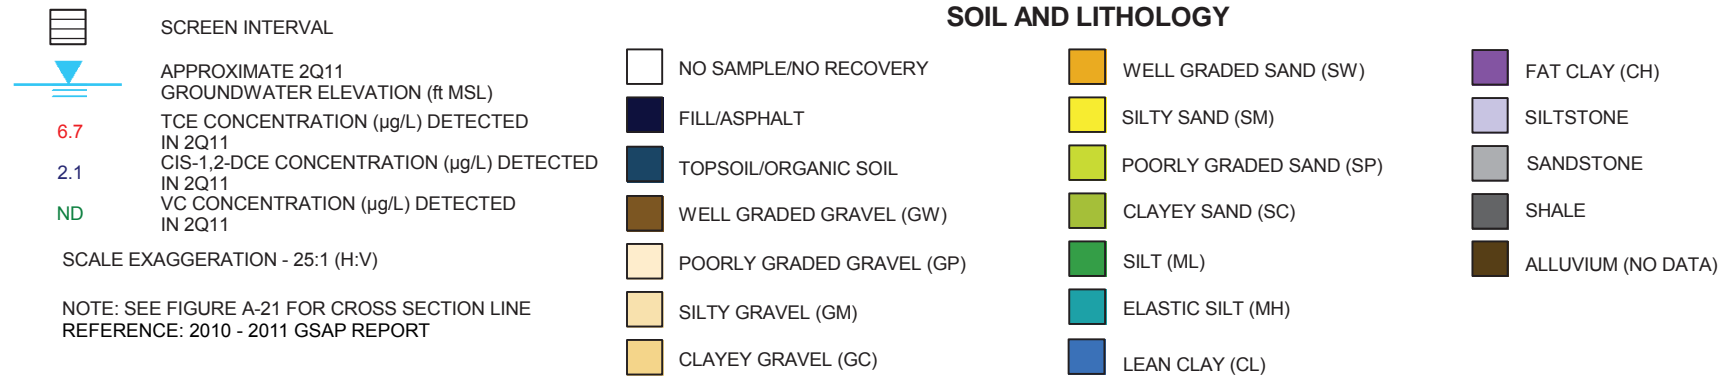 SOIL AND LITHOLOGY
SCREEN INTERVAL
APPROXIMATE 2Q11
GROUNDWATER ELEVATION (ft MSL)
6.7
TCE CONCENTRATION (µg/L) DETECTED
IN 2Q11
2.1
CIS-1,2-DCE CONCENTRATION (µg/L) DETECTED
IN 2Q11
ND
VC CONCENTRATION (µg/L) DETECTED
IN 2Q11
SCALE EXAGGERATION - 25:1 (H:V)
NOTE: SEE FIGURE A-21 FOR CROSS SECTION LINE
REFERENCE: 2010 - 2011 GSAP REPORT
NO SAMPLE/NO RECOVERY
FILL/ASPHALT
TOPSOIL/ORGANIC SOIL
WELL GRADED GRAVEL (GW)
POORLY GRADED GRAVEL (GP)
SILTY GRAVEL (GM)
CLAYEY GRAVEL (GC)
WELL GRADED SAND (SW)
SILTY SAND (SM)
POORLY GRADED SAND (SP)
CLAYEY SAND (SC)
SILT (ML)
ELASTIC SILT (MH)
LEAN CLAY (CL)
FAT CLAY (CH)
SILTSTONE
SANDSTONE
SHALE
ALLUVIUM (NO DATA)